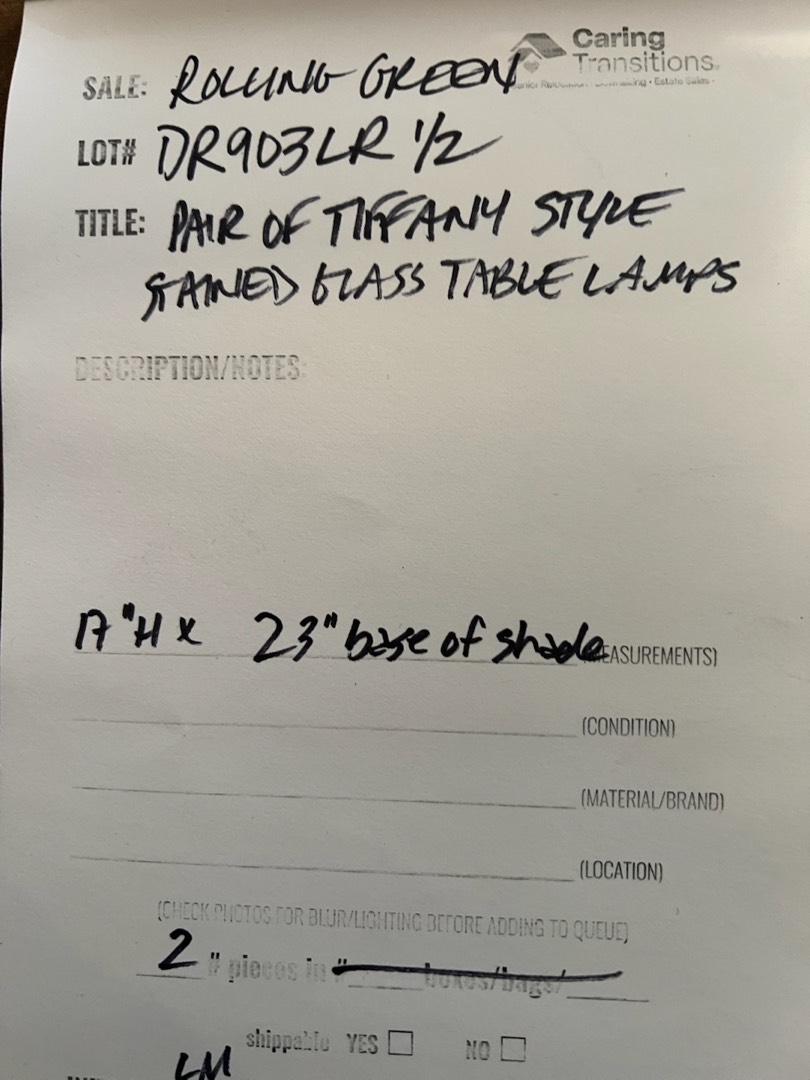 Caring
Transitions
SALE: ROLLING GREEN
Estate Sales
LOT# DR903LR 1/2
TITLE: PAIR OF TIFFANY STYLE
STAINED GLASS TABLE LAMPS
DESCRIPTION/NOTES:
17"H x 23" base of shade (MEASUREMENTS)
(CONDITION)
(MATERIAL/BRAND)
(LOCATION)
(CHECK PHOTOS FOR BLUR/LIGHTING BEFORE ADDING TO QUEUE)
2 # pieces in # boxes/bags/
shippable YES NO
LM